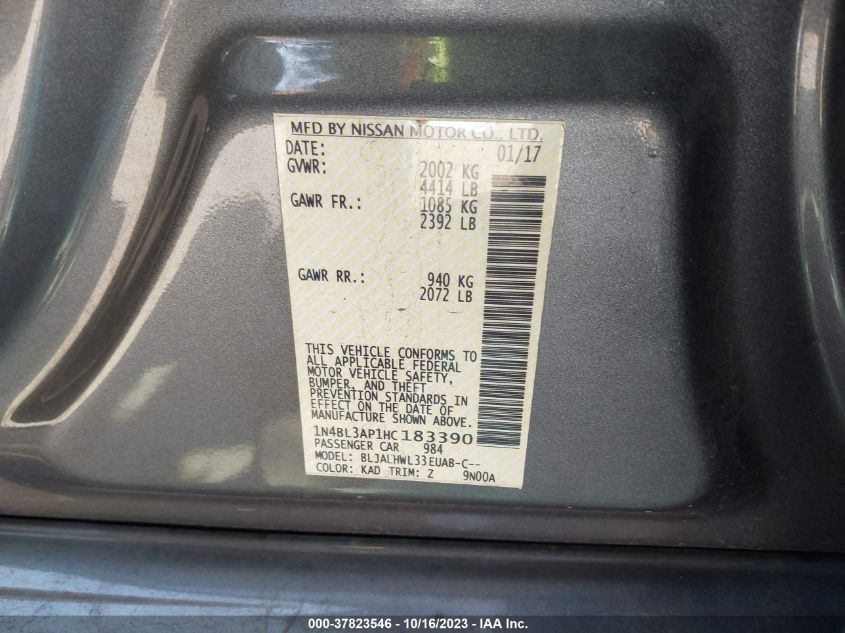 MFD BY NISSAN MOTOR CO., LTD.
DATE: 01/17
GVWR: 2002 KG
4414 LB
GAWR FR.: 1085 KG
2392 LB
GAWR RR.: 940 KG
2072 LB
THIS VEHICLE CONFORMS TO
ALL APPLICABLE FEDERAL
MOTOR VEHICLE SAFETY,
BUMPER, AND THEFT
PREVENTION STANDARDS IN
EFFECT ON THE DATE OF
MANUFACTURE SHOWN ABOVE.
1N4BL3AP1HC183390
PASSENGER CAR 984
MODEL: BLJALHWL33EUAB-C--
COLOR: KAD TRIM: Z 9N00A
000-37823546 - 10/16/2023 - IAA Inc.